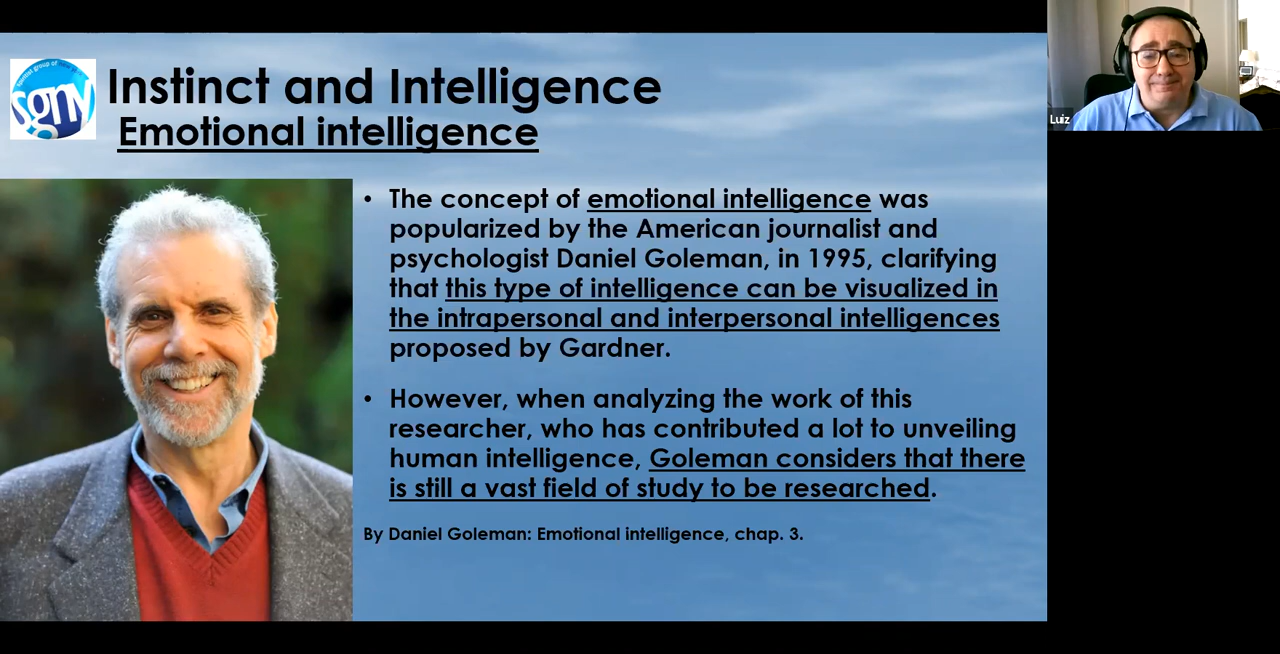 Instinct and Intelligence
Emotional intelligence
sgny
• The concept of emotional intelligence was
popularized by the American journalist and
psychologist Daniel Goleman, in 1995, clarifying
that this type of intelligence can be visualized in
the intrapersonal and interpersonal intelligences
proposed by Gardner.
• However, when analyzing the work of this
researcher, who has contributed a lot to unveiling
human intelligence, Goleman considers that there
is still a vast field of study to be researched.
By Daniel Goleman: Emotional intelligence, chap. 3.
Luiz